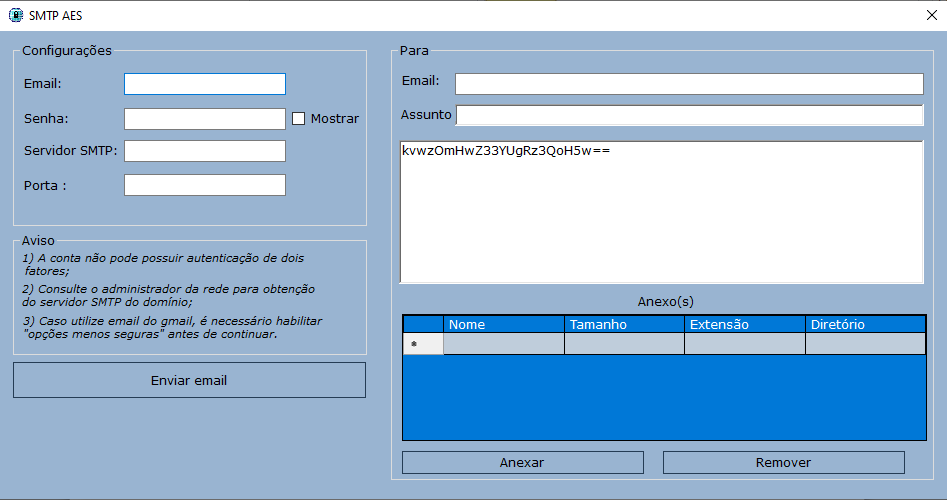 SMTP AES
Configurações
Email:
Senha:
Mostrar
Servidor SMTP:
Porta :
Aviso
1) A conta não pode possuir autenticação de dois
fatores;
2) Consulte o administrador da rede para obtenção
do servidor SMTP do domínio;
3) Caso utilize email do gmail, é necessário habilitar
"opções menos seguras" antes de continuar.
Enviar email
Para
Email:
Assunto
kvwzOmHwZ33YUgRz3QoH5w==
Anexo(s)
Nome Tamanho Extensão Diretório
*
Anexar
Remover